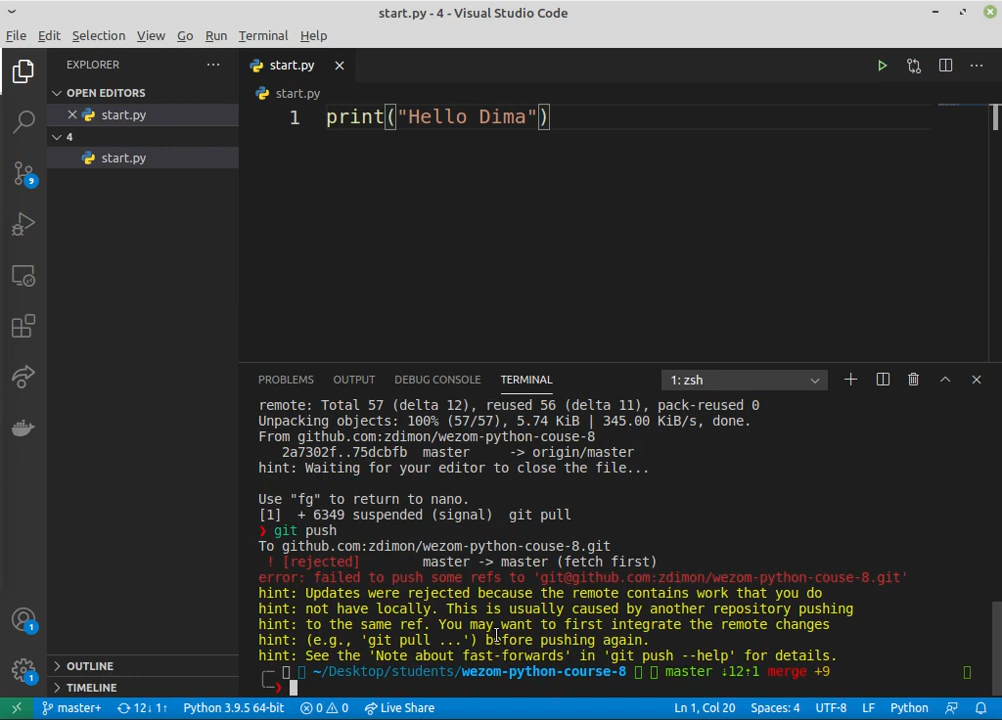 start.py - 4 - Visual Studio Code
File Edit Selection View Go Run Terminal Help
EXPLORER
start.py
OPEN EDITORS
start.py
start.py
4
start.py
1 print("Hello Dima")
9
1
1
OUTLINE
TIMELINE
PROBLEMS OUTPUT DEBUG CONSOLE TERMINAL 1: zsh
remote: Total 57 (delta 12), reused 56 (delta 11), pack-reused 0
Unpacking objects: 100% (57/57), 5.74 KiB | 345.00 KiB/s, done.
From github.com:zdimon/wezom-python-couse-8
2a7302f..75dcbfb master -> origin/master
hint: Waiting for your editor to close the file...
Use "fg" to return to nano.
[1] + 6349 suspended (signal) git pull
❯ git push
To github.com:zdimon/wezom-python-couse-8.git
! [rejected] master -> master (fetch first)
error: failed to push some refs to 'git@github.com:zdimon/wezom-python-couse-8.git'
hint: Updates were rejected because the remote contains work that you do
hint: not have locally. This is usually caused by another repository pushing
hint: to the same ref. You may want to first integrate the remote changes
hint: (e.g., 'git pull ...') before pushing again.
hint: See the 'Note about fast-forwards' in 'git push --help' for details.
~/Desktop/students/wezom-python-course-8 master ⇣12⇡1 merge +9
master+ 12↓ 1↑ Python 3.9.5 64-bit 0 0 Live Share Ln 1, Col 20 Spaces: 4 UTF-8 LF Python